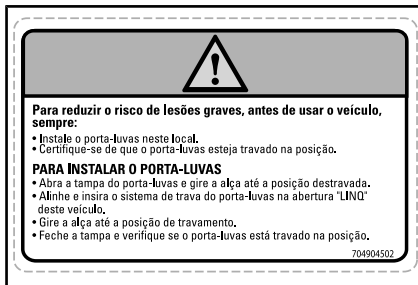 Para reduzir o risco de lesões graves, antes de usar o veículo,
sempre:
• Instale o porta-luvas neste local.
• Certifique-se de que o porta-luvas esteja travado na posição.
PARA INSTALAR O PORTA-LUVAS
• Abra a tampa do porta-luvas e gire a alça até a posição destravada.
• Alinhe e insira o sistema de trava do porta-luvas na abertura "LINQ"
deste veículo.
• Gire a alça até a posição de travamento.
• Feche a tampa e verifique se o porta-luvas está travado na posição.
704904502